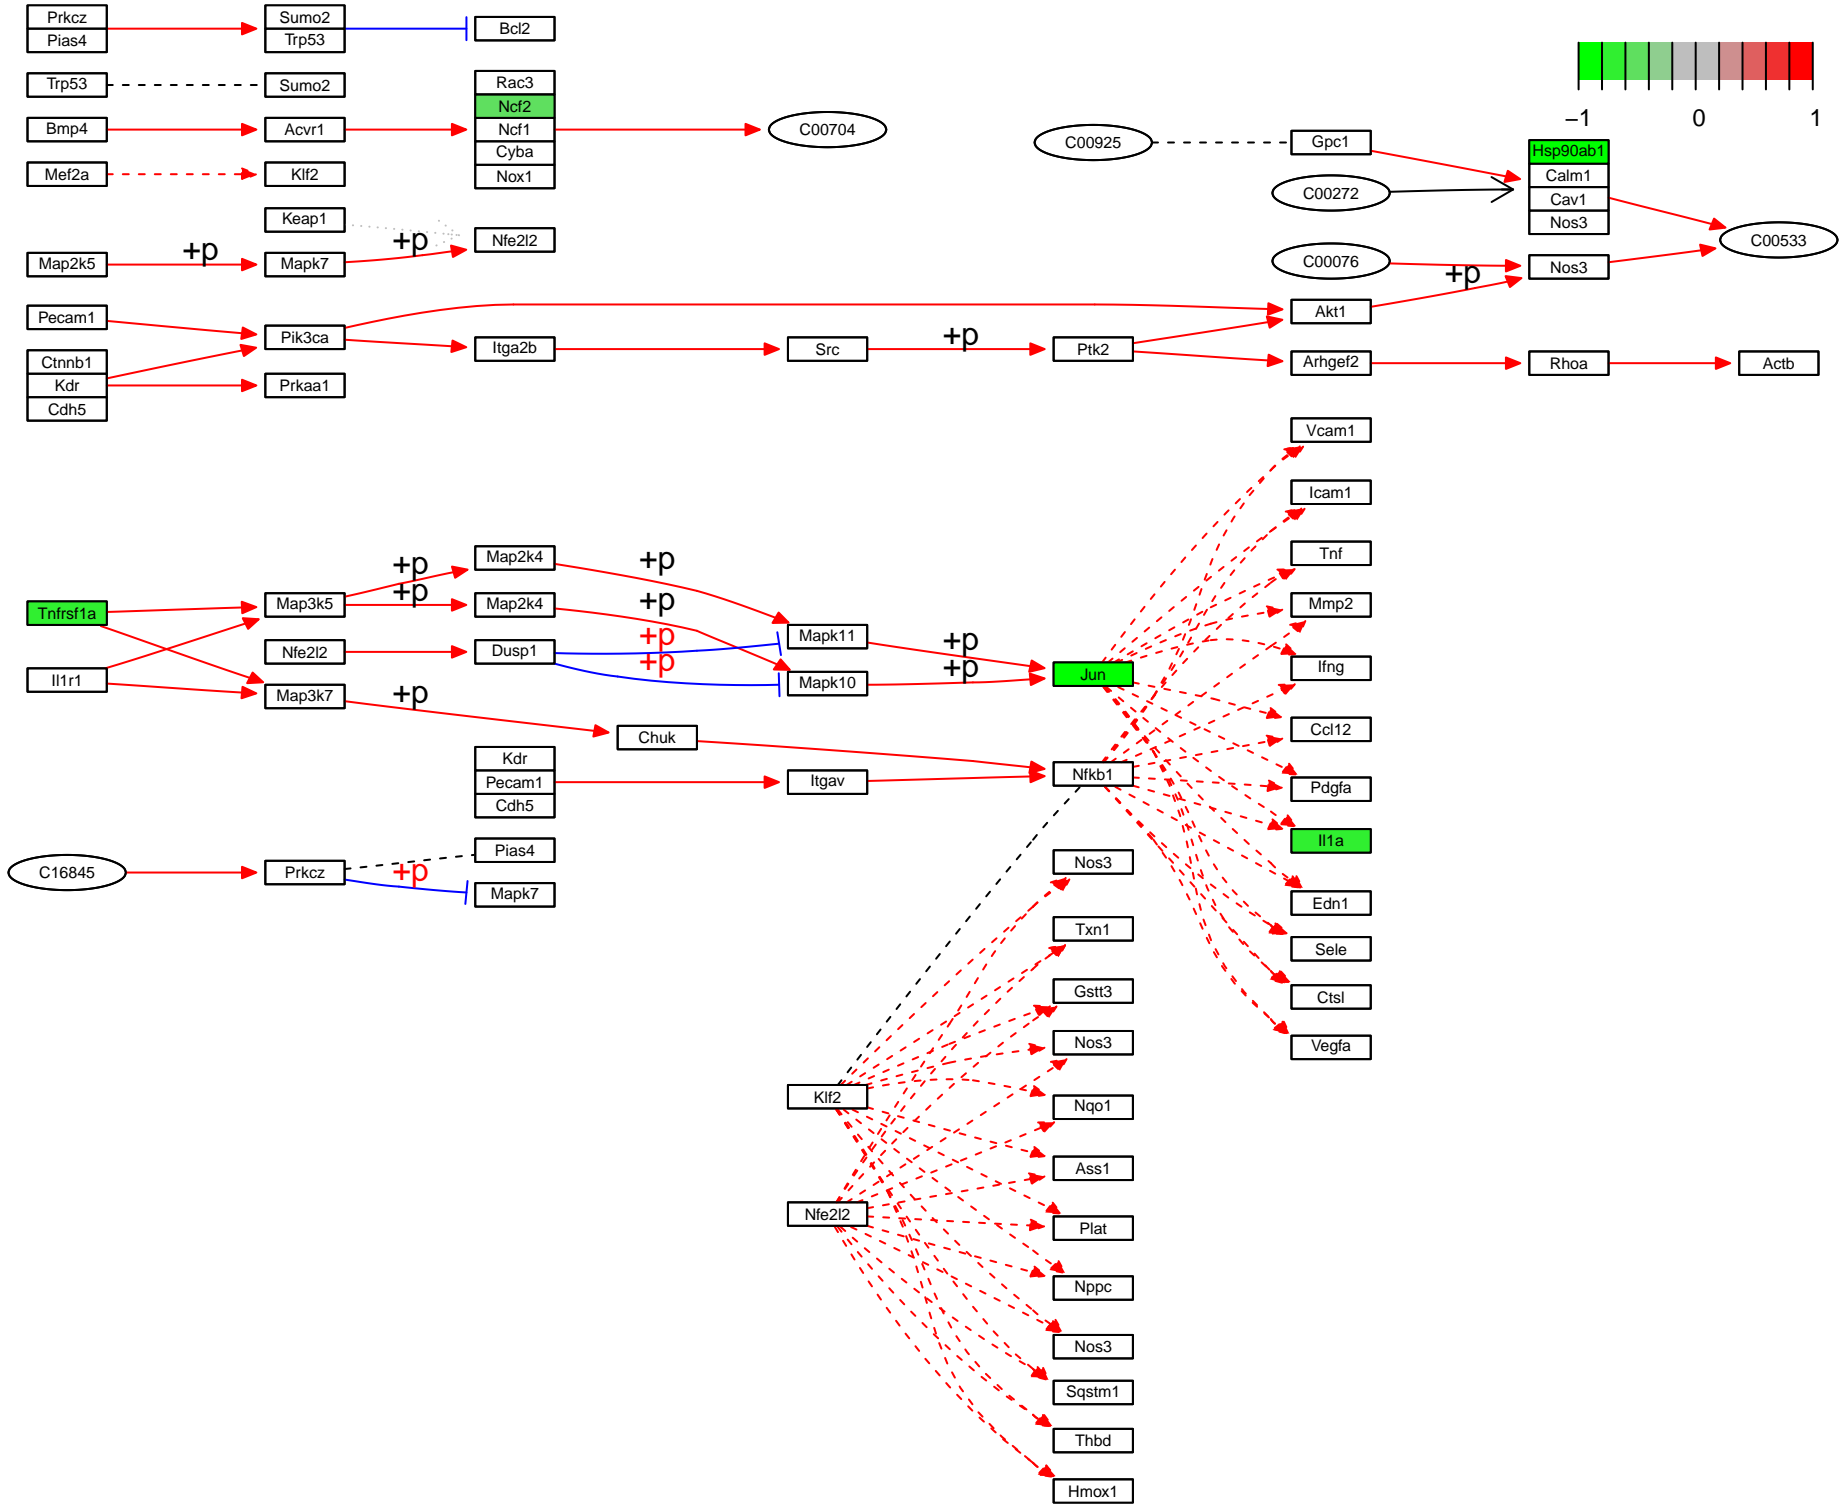 Prkcz
Pias4
Sumo2
Trp53
Bcl2
Trp53
Sumo2
Rac3
Ncf2
Ncf1
Cyba
Nox1
Bmp4
Acvr1
C00704
Mef2a
Klf2
Keap1
Nfe2l2
Map2k5
+p
Mapk7
+p
C00925
Gpc1
C00272
Hsp90ab1
Calm1
Cav1
Nos3
C00533
C00076
+p
Nos3
−1
0
1
Pecam1
Pik3ca
Akt1
Ctnnb1
Kdr
Cdh5
Prkaa1
Itga2b
Src
+p
Ptk2
Arhgef2
Rhoa
Actb
Vcam1
Icam1
Tnf
Mmp2
Ifng
Ccl12
Pdgfa
Il1a
Edn1
Sele
Ctsl
Vegfa
Tnfrsf1a
Il1r1
Map3k5
Nfe2l2
Map3k7
+p
+p
+p
Map2k4
Map2k4
Dusp1
+p
+p
+p
+p
Mapk11
Mapk10
+p
+p
Jun
Chuk
Nfkb1
Kdr
Pecam1
Cdh5
Itgav
C16845
Prkcz
+p
Pias4
Mapk7
Klf2
Nfe2l2
Nos3
Txn1
Gstt3
Nos3
Nqo1
Ass1
Plat
Nppc
Nos3
Sqstm1
Thbd
Hmox1